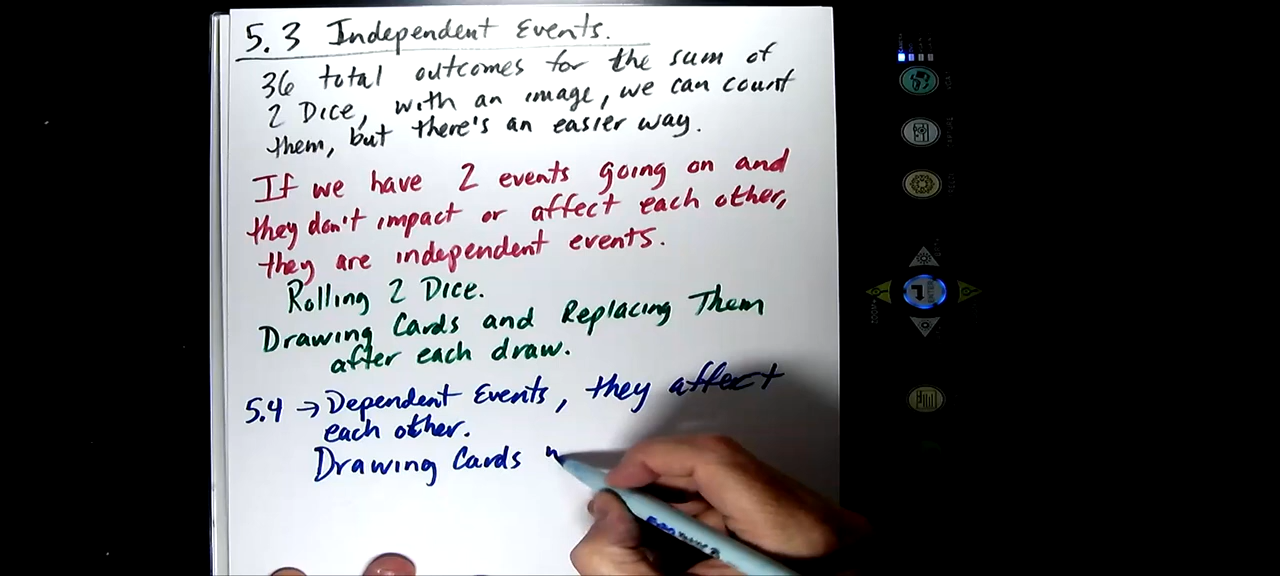 5.3 Independent Events.
36 total outcomes for the sum of
2 Dice, with an image, we can count
them, but there's an easier way.
If we have 2 events going on and
they don't impact or affect each other,
they are independent events.
Rolling 2 Dice.
Drawing Cards and Replacing Them
after each draw.
5.4 → Dependent Events, they affect
each other.
Drawing Cards